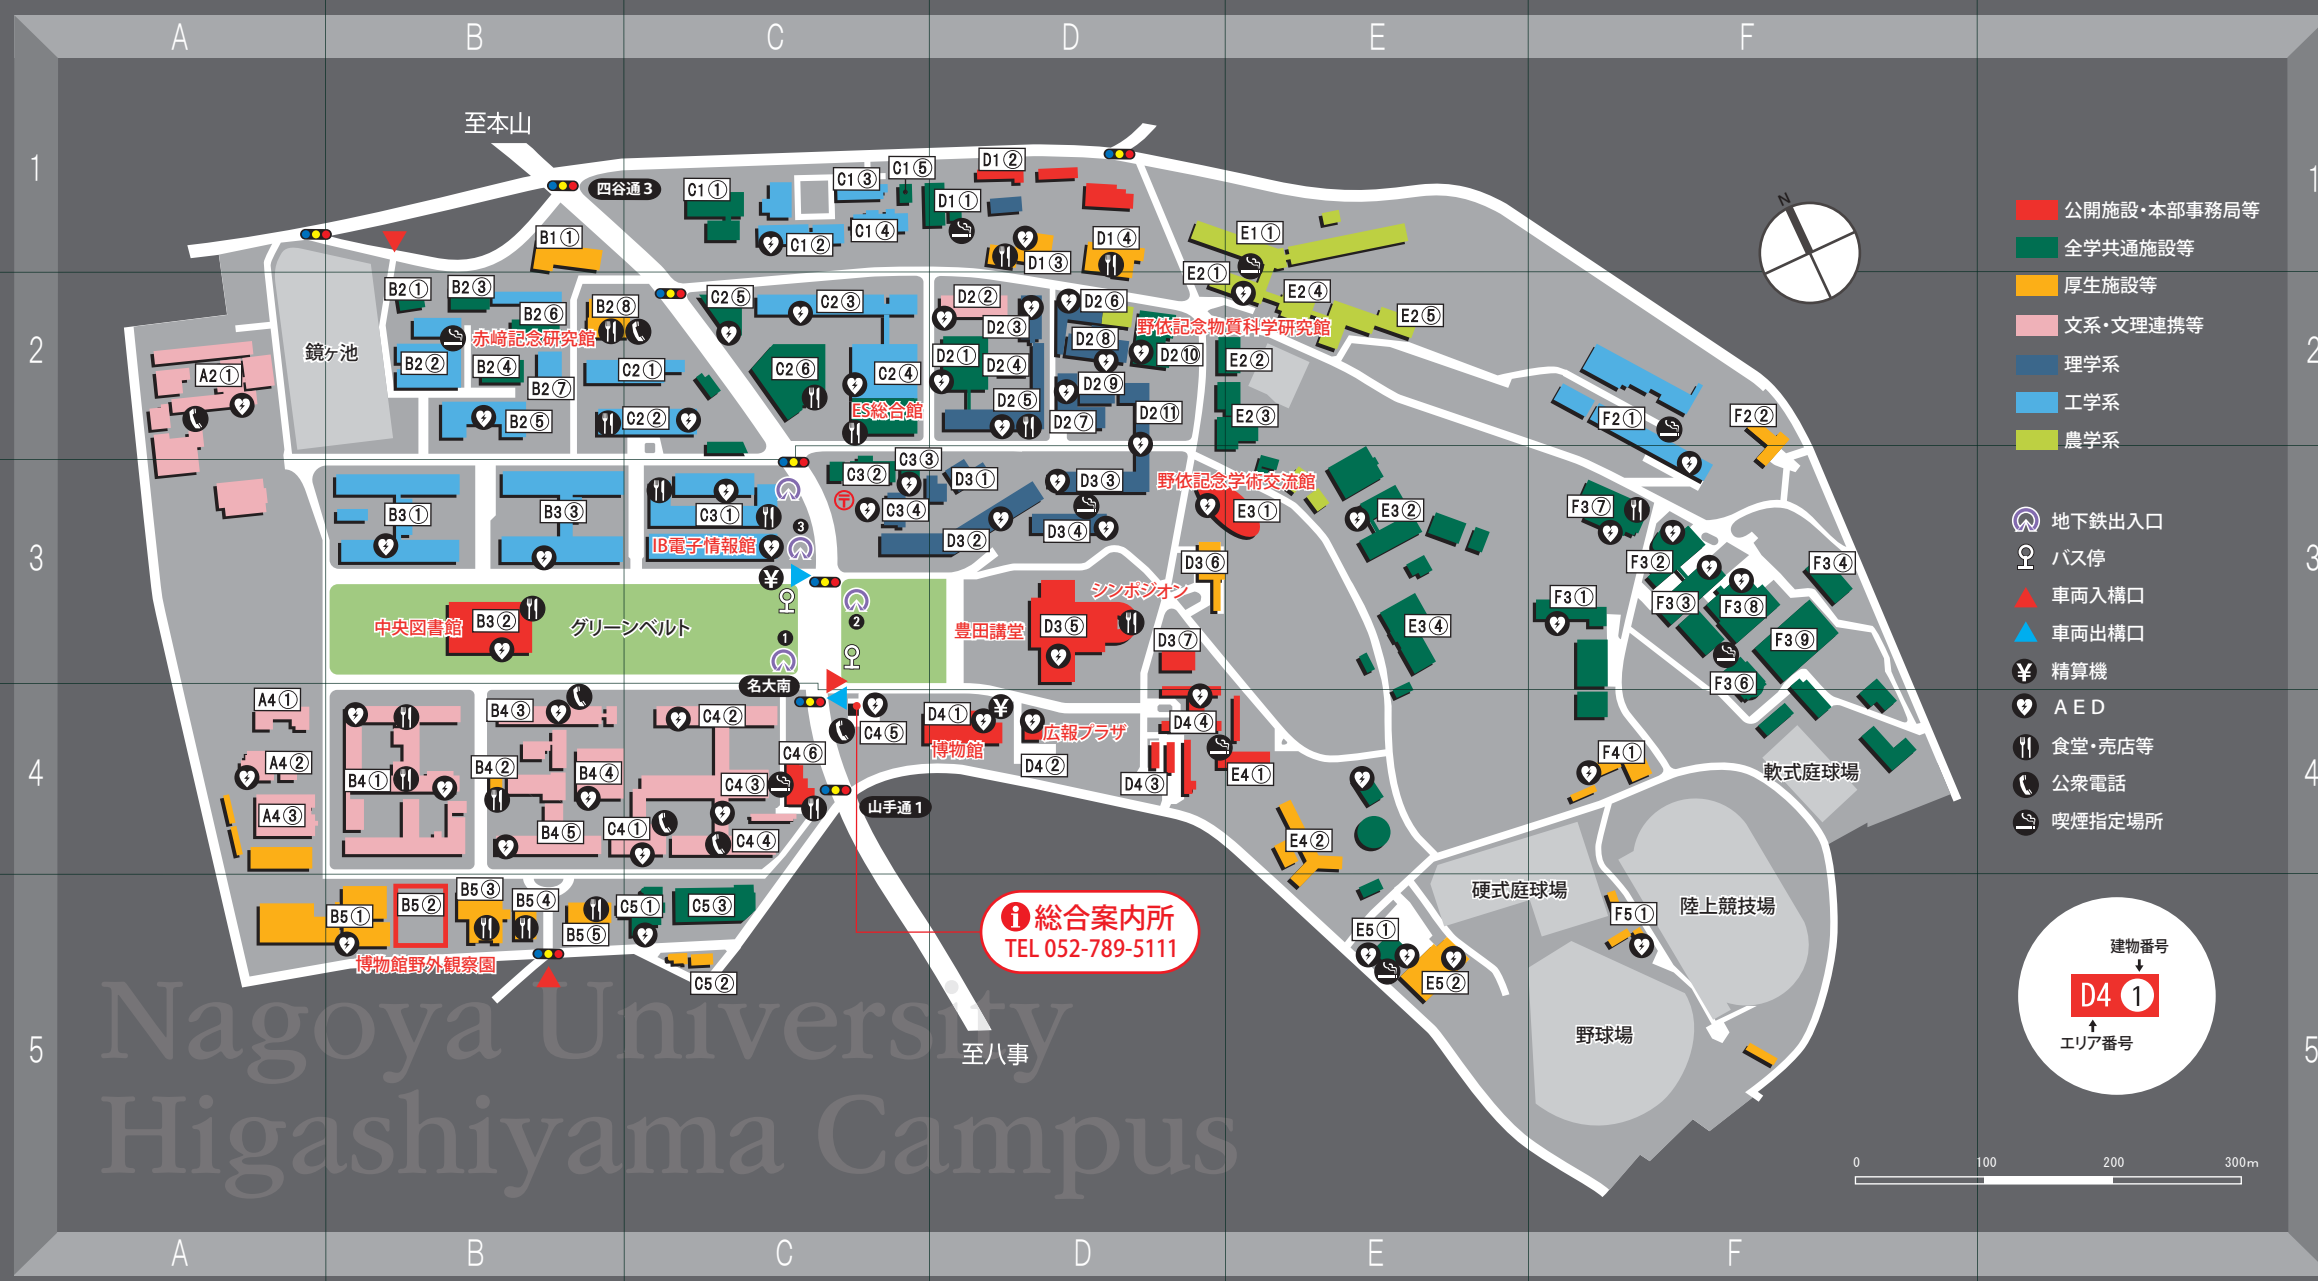 A
B
C
D
E
F
1
1
至本山
四谷通3
C1①
C1③
C1⑤
D1②
D1①
C1②
C1④
B1①
D1③
D1④
E1①
N
公開施設・本部事務局等
全学共通施設等
厚生施設等
文系・文理連携等
理学系
工学系
農学系
2
2
鏡ヶ池
A2①
B2①
B2③
B2⑥
B2⑧
赤﨑記念研究館
B2②
B2④
B2⑦
B2⑤
C2⑤
C2③
C2①
C2⑥
C2④
ES総合館
C2②
D2②
D2③
D2⑥
D2①
D2④
D2⑧
D2⑩
D2⑨
D2⑤
D2⑦
D2⑪
E2①
E2④
E2⑤
野依記念物質科学研究館
E2②
E2③
F2①
F2②
3
3
B3①
B3③
C3①
IB電子情報館
3
C3②
C3③
C3④
D3①
D3②
D3③
D3④
野依記念学術交流館
E3①
E3②
F3⑦
F3②
F3④
F3①
F3③
F3⑧
F3⑨
F3⑥
中央図書館
B3②
グリーンベルト
1
2
豊田講堂
D3⑤
シンポジオン
D3⑥
D3⑦
E3④
名大南
地下鉄出入口
バス停
車両入構口
車両出構口
精算機
AED
食堂・売店等
公衆電話
喫煙指定場所
4
4
A4①
A4②
A4③
B4③
B4②
B4①
B4④
B4⑤
C4②
C4⑥
C4③
C4①
C4④
C4⑤
D4①
博物館
広報プラザ
D4②
D4④
D4③
E4①
山手通1
E4②
F4①
軟式庭球場
硬式庭球場
陸上競技場
野球場
B5①
B5②
B5③
B5④
B5⑤
C5①
C5③
C5②
博物館野外観察園
総合案内所
TEL 052-789-5111
E5①
E5②
F5①
建物番号
D4 1
エリア番号
5
5
至八事
Nagoya University
Higashiyama Campus
0
100
200
300m
A
B
C
D
E
F